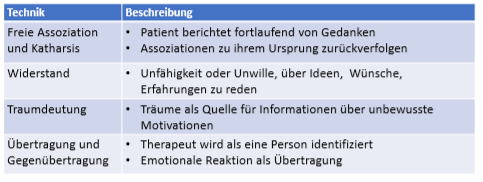 Technik Beschreibung
Freie Assoziation • Patient berichtet fortlaufend von Gedanken
und Katharsis • Assoziationen zu ihrem Ursprung zurückverfolgen
Widerstand • Unfähigkeit oder Unwille, über Ideen, Wünsche,
Erfahrungen zu reden
Traumdeutung • Träume als Quelle für Informationen über unbewusste
Motivationen
Übertragung und • Therapeut wird als eine Person identifiziert
Gegenübertragung • Emotionale Reaktion als Übertragung